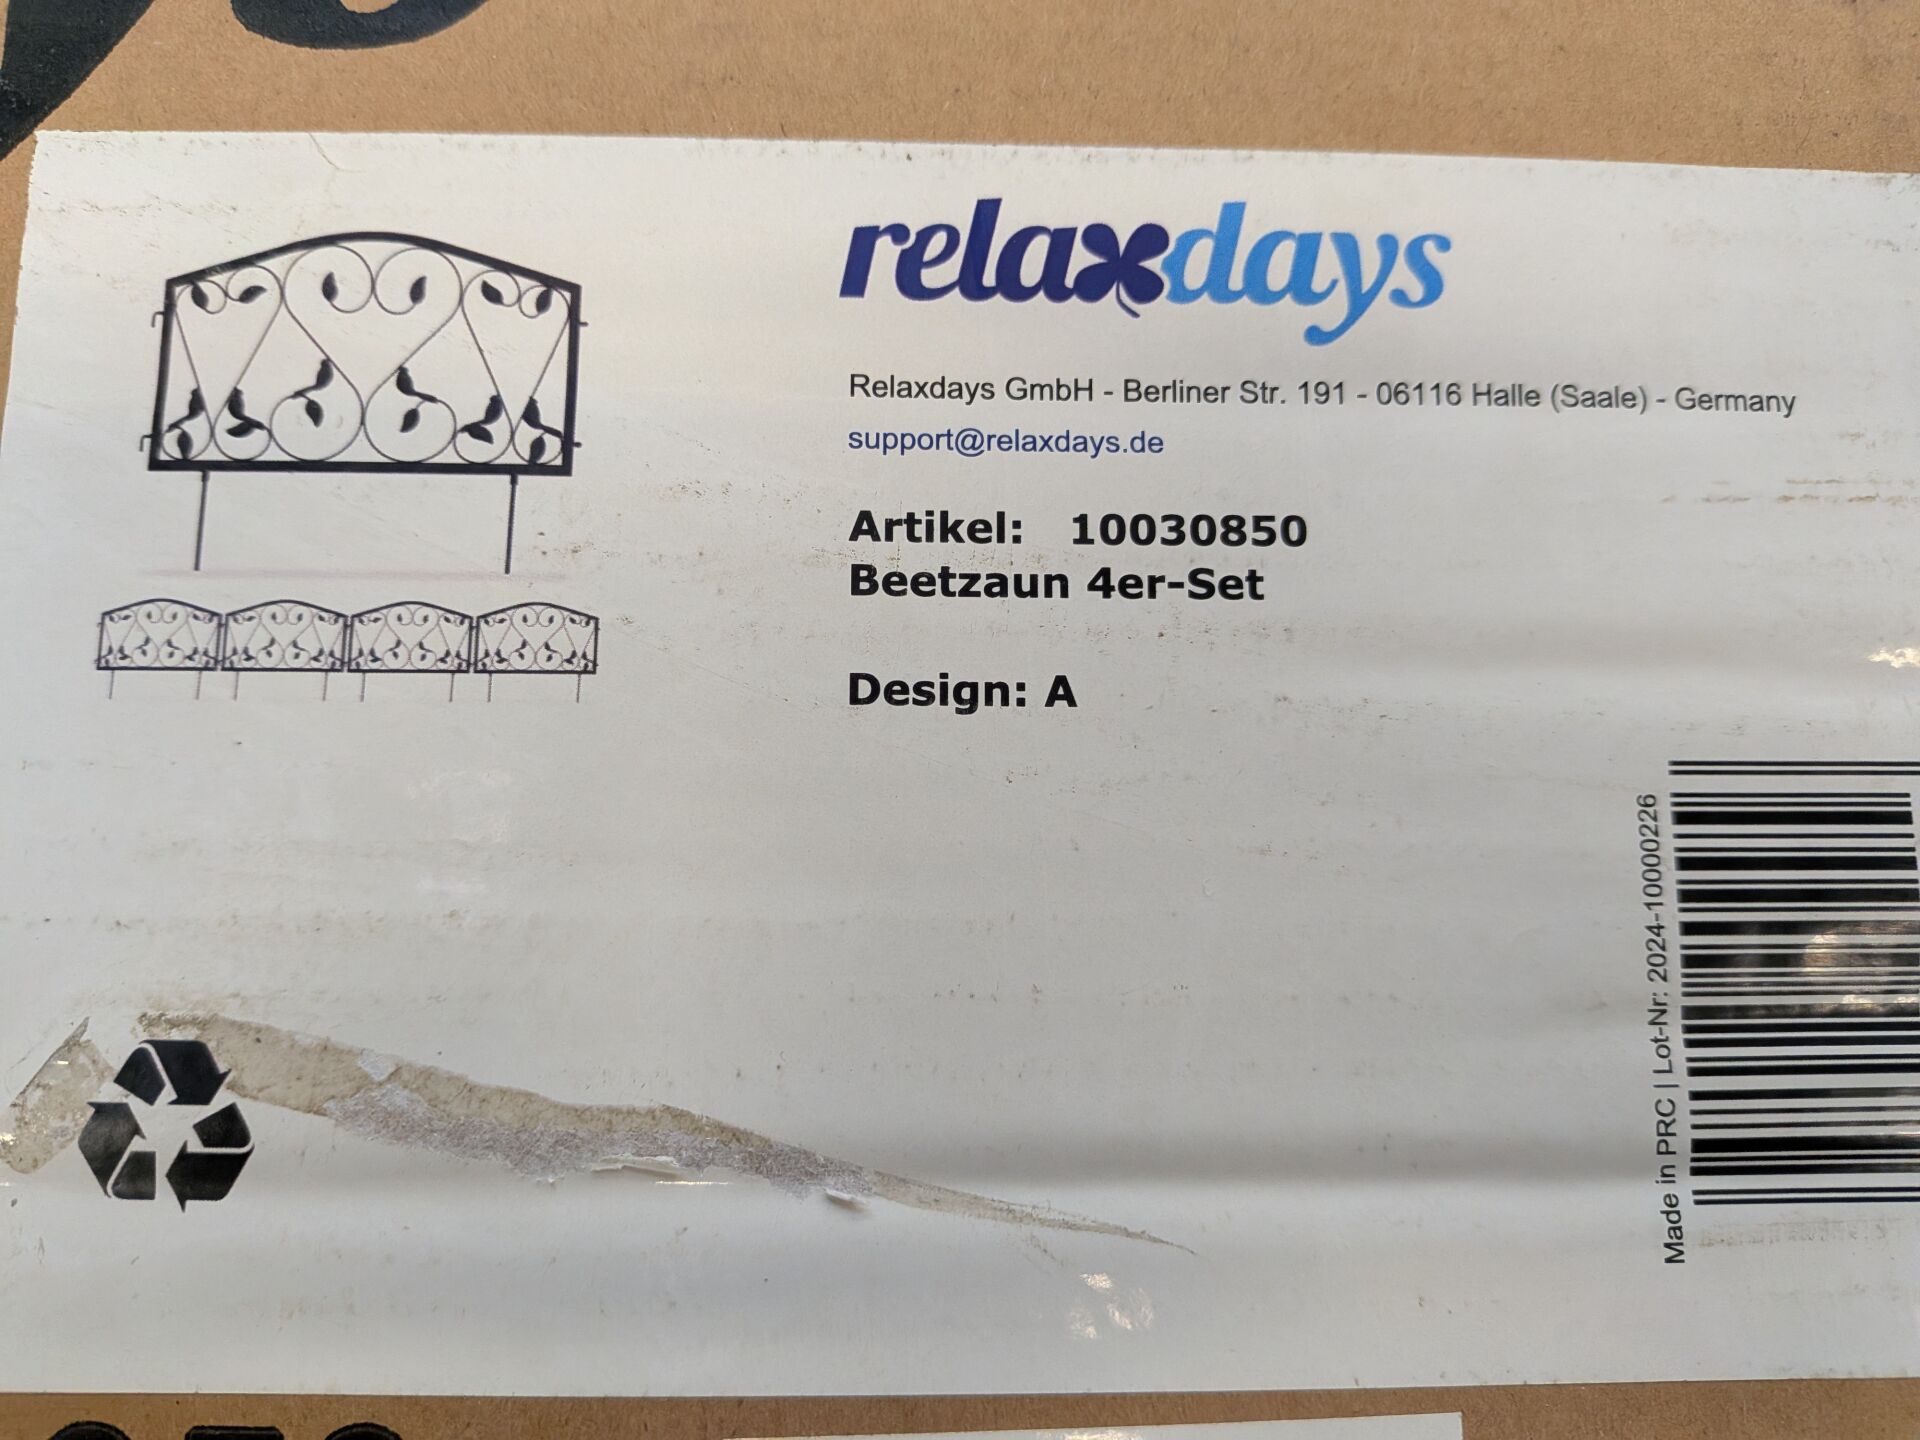 relaxdays
Relaxdays GmbH - Berliner Str. 191 - 06116 Halle (Saale) - Germany
support@relaxdays.de
Artikel: 10030850
Beetzaun 4er-Set
Design: A
Made in PRC | Lot-Nr: 2024-10000226